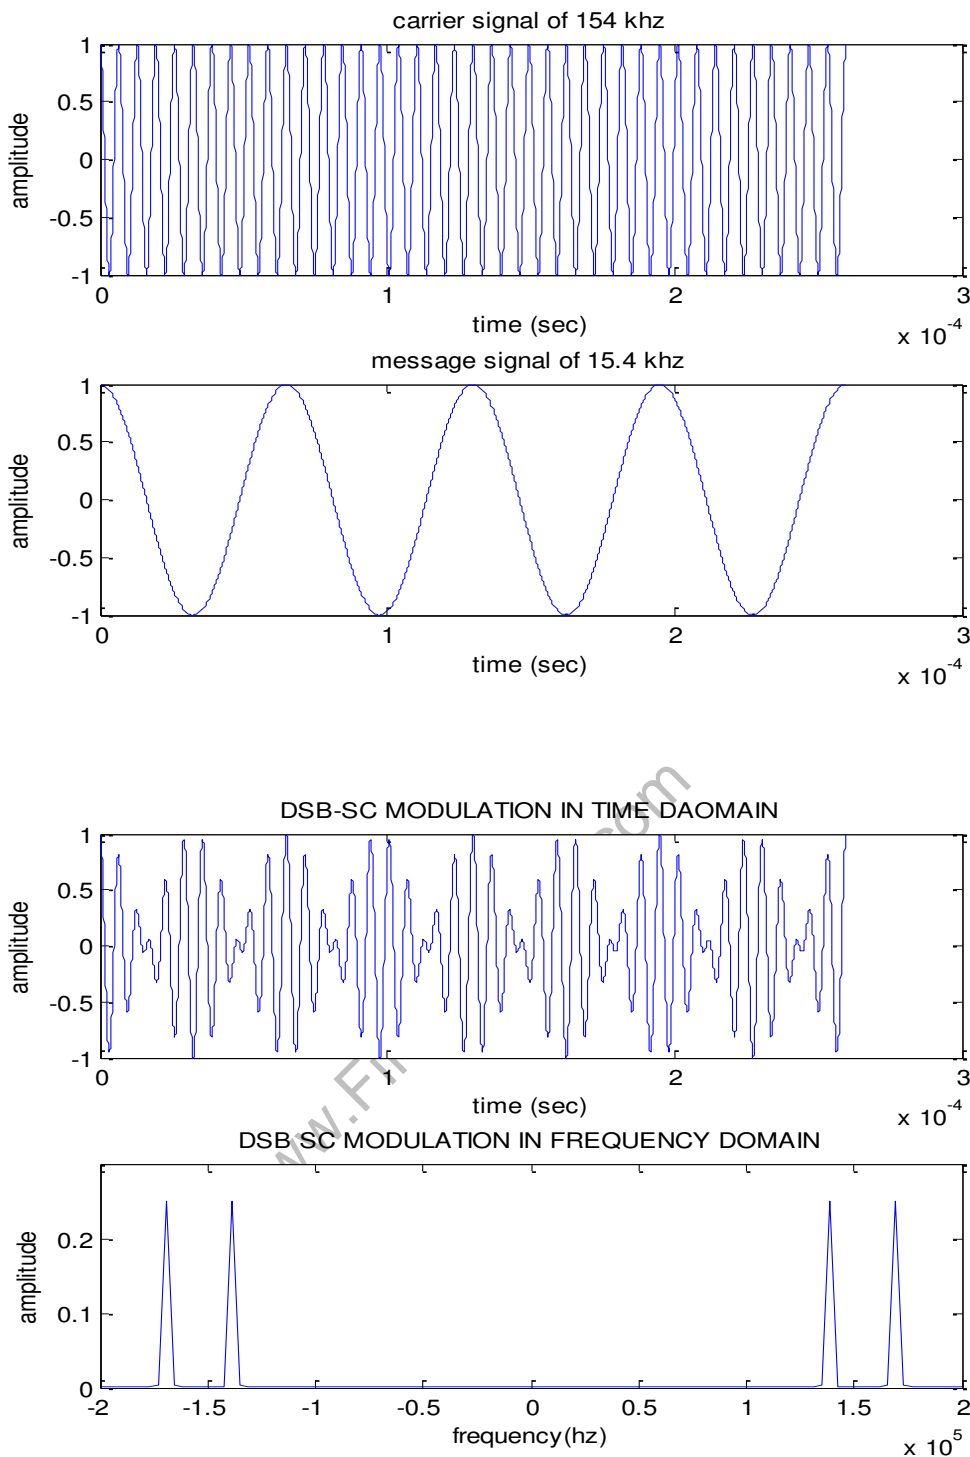 carrier signal of 154 khz
1
0.5
0
-0.5
-1
amplitude
0 1 2 3
time (sec)
x 10^-4
message signal of 15.4 khz
1
0.5
0
-0.5
-1
amplitude
0 1 2 3
time (sec)
x 10^-4
DSB-SC MODULATION IN TIME DAOMAIN
1
0.5
0
-0.5
-1
amplitude
0 1 2 3
time (sec)
x 10^-4
DSB SC MODULATION IN FREQUENCY DOMAIN
0.2
0.1
0
amplitude
-2 -1.5 -1 -0.5 0 0.5 1 1.5 2
frequency(hz)
x 10^5